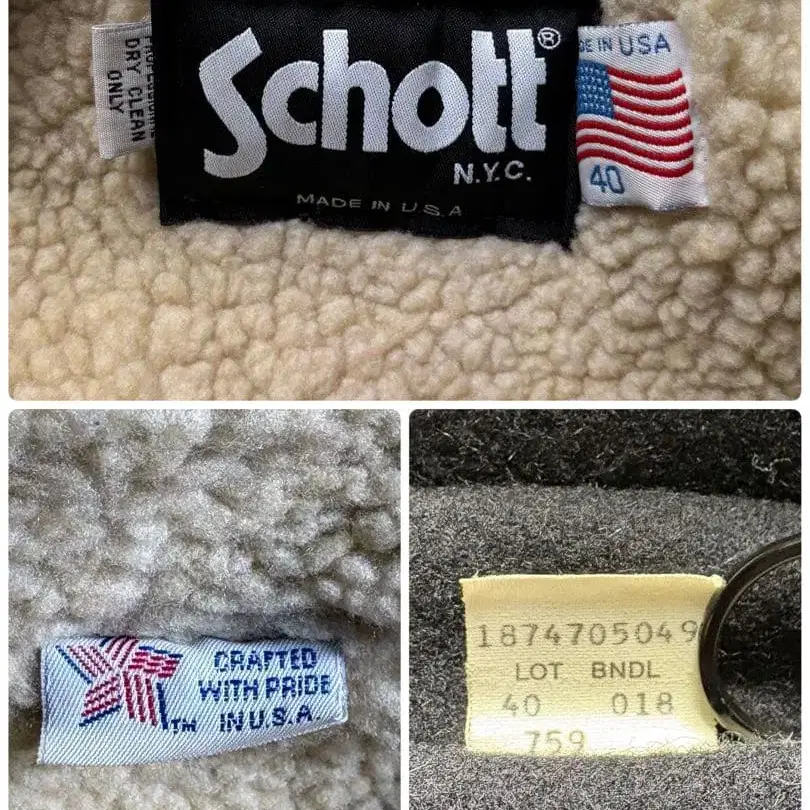 DRY CLEAN
ONLY
Schott®
N.Y.C.
MADE IN U.S.A
IN USA
40
CRAFTED
WITH PRIDE
IN U.S.A.
TM
1874705049
LOT BNDL
40 018
759